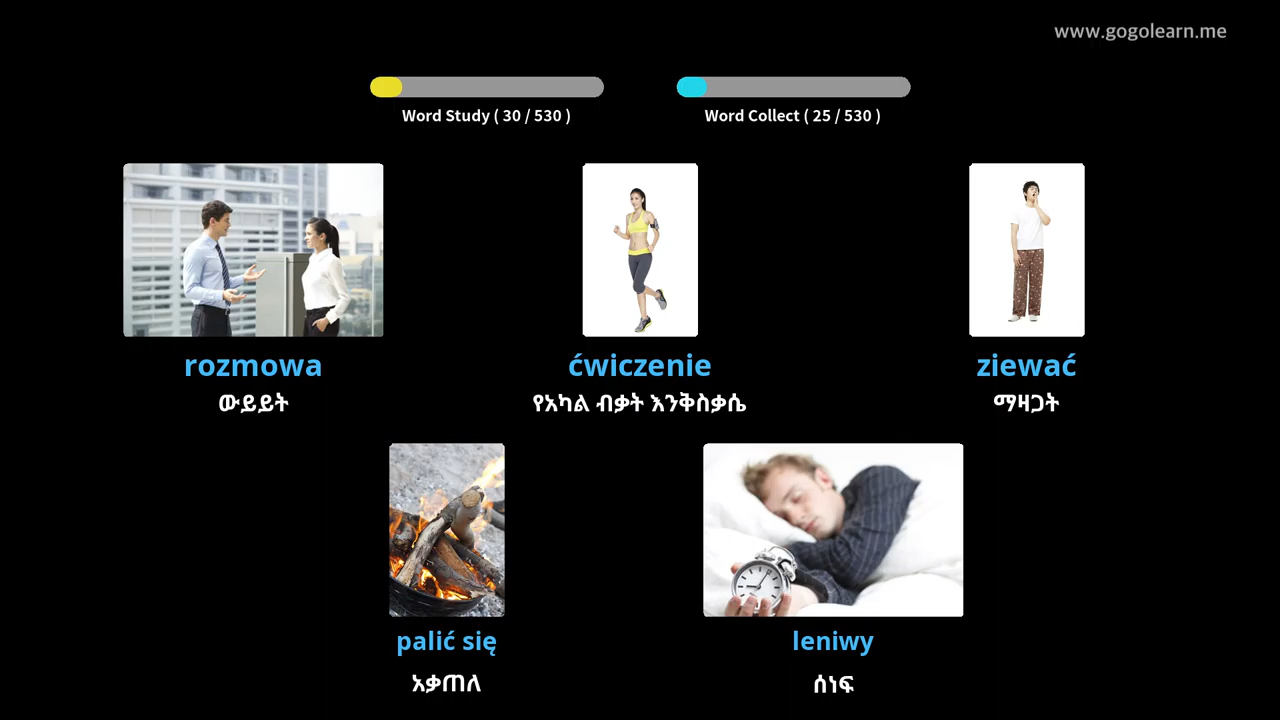 www.gogolearn.me
Word Study ( 30 / 530 )
Word Collect ( 25 / 530 )
rozmowa
ውይይት
ćwiczenie
የአካል ብቃት እንቅስቃሴ
ziewać
ማዛጋት
palić się
አቃጠለ
leniwy
ሰነፍ